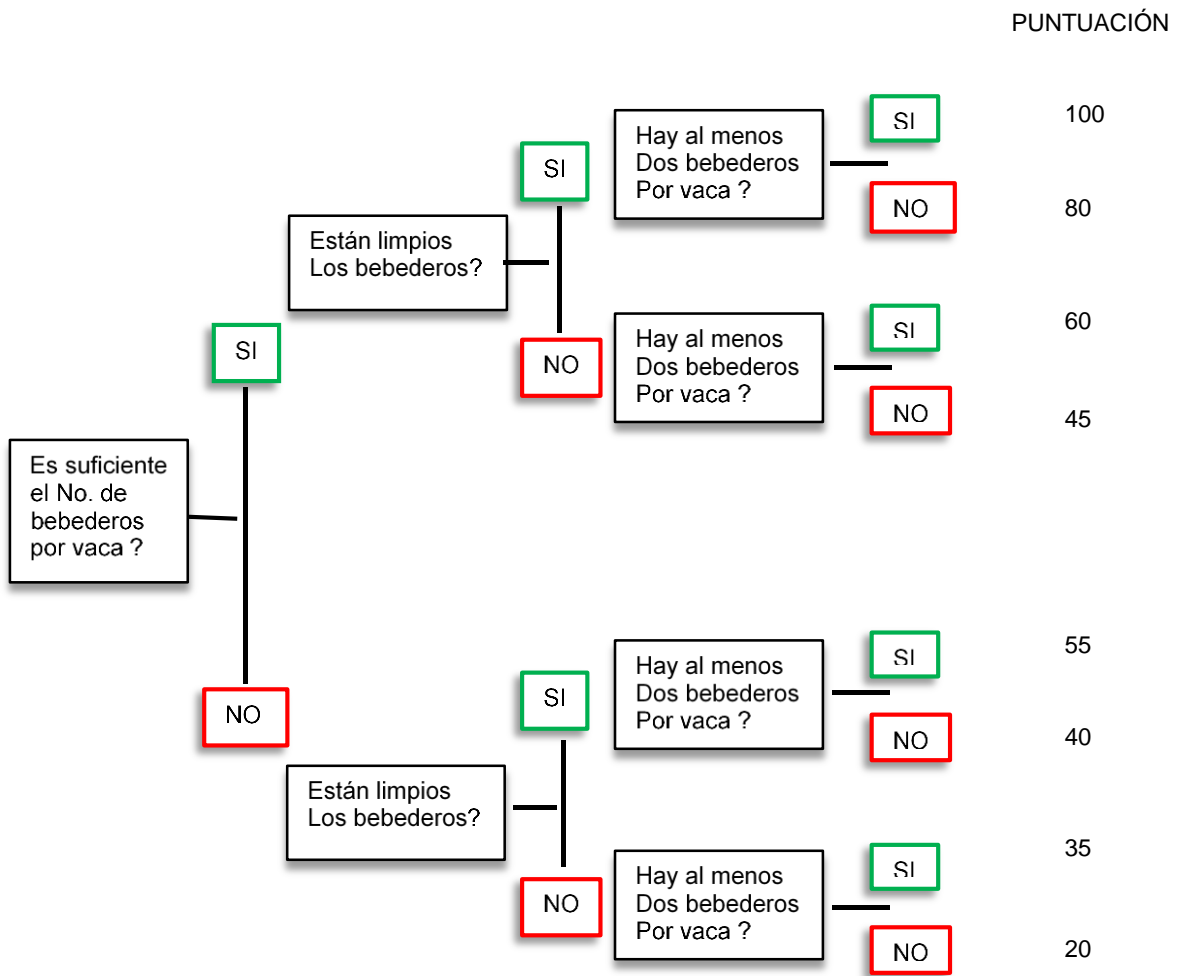 PUNTUACIÓN
SI
100
Hay al menos
Dos bebederos
Por vaca ?
SI
NO
80
Están limpios
Los bebederos?
SI
60
Hay al menos
Dos bebederos
Por vaca ?
SI
NO
NO
45
Es suficiente
el No. de
bebederos
por vaca ?
SI
55
Hay al menos
Dos bebederos
Por vaca ?
SI
NO
NO
40
Están limpios
Los bebederos?
SI
35
Hay al menos
Dos bebederos
Por vaca ?
NO
NO
20